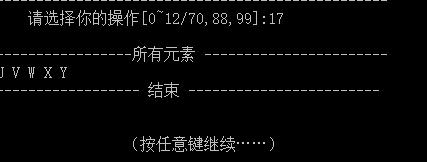 请选择你的操作[0~12/70,88,99]:17
-----------------所有元素-----------------------
J V W X Y
----------------- 结束 ------------------------
(按任意键继续……)